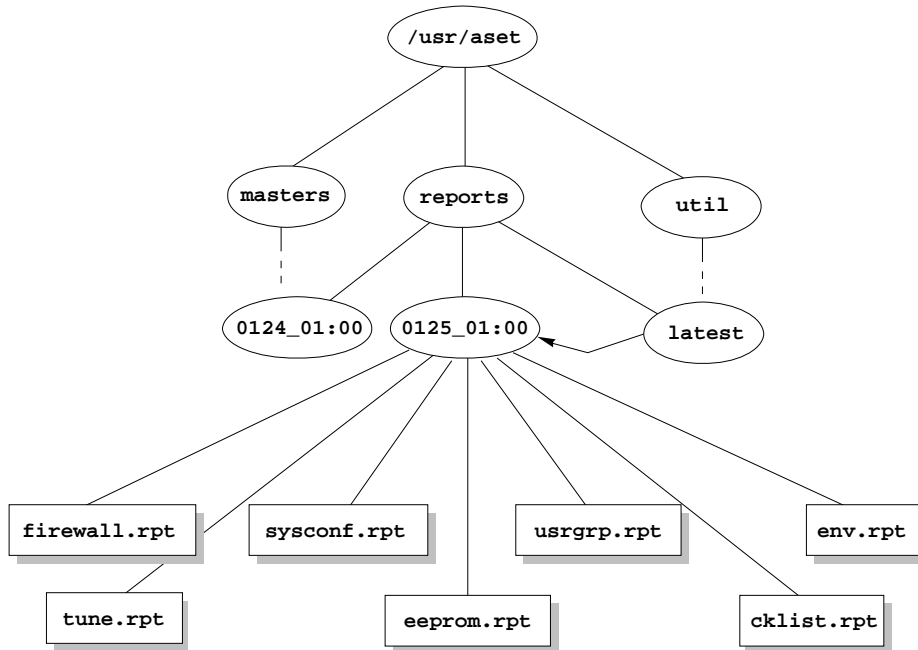 /usr/aset
masters
reports
util
0124_01:00
0125_01:00
latest
firewall.rpt
sysconf.rpt
usrgrp.rpt
env.rpt
tune.rpt
eeprom.rpt
cklist.rpt